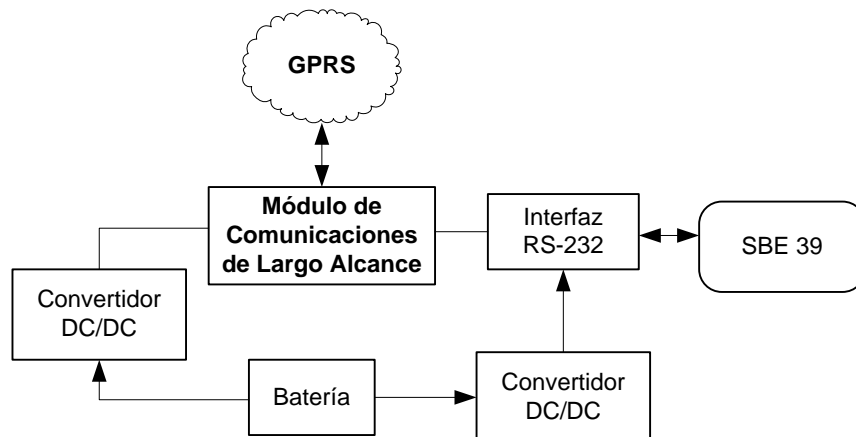 GPRS
Módulo de
Comunicaciones
de Largo Alcance
Interfaz
RS-232
SBE 39
Convertidor
DC/DC
Batería
Convertidor
DC/DC